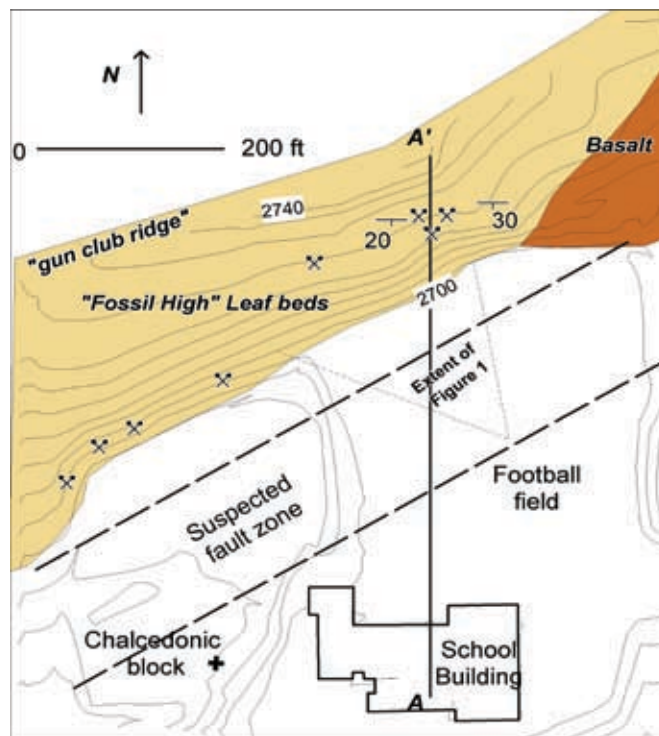 N
0 200 ft
A'
Basalt
2740
"gun club ridge"
20
30
"Fossil High" Leaf beds
2700
Extent of
Figure 1
Football
field
Suspected
fault zone
Chalcedonic
block
School
Building
A